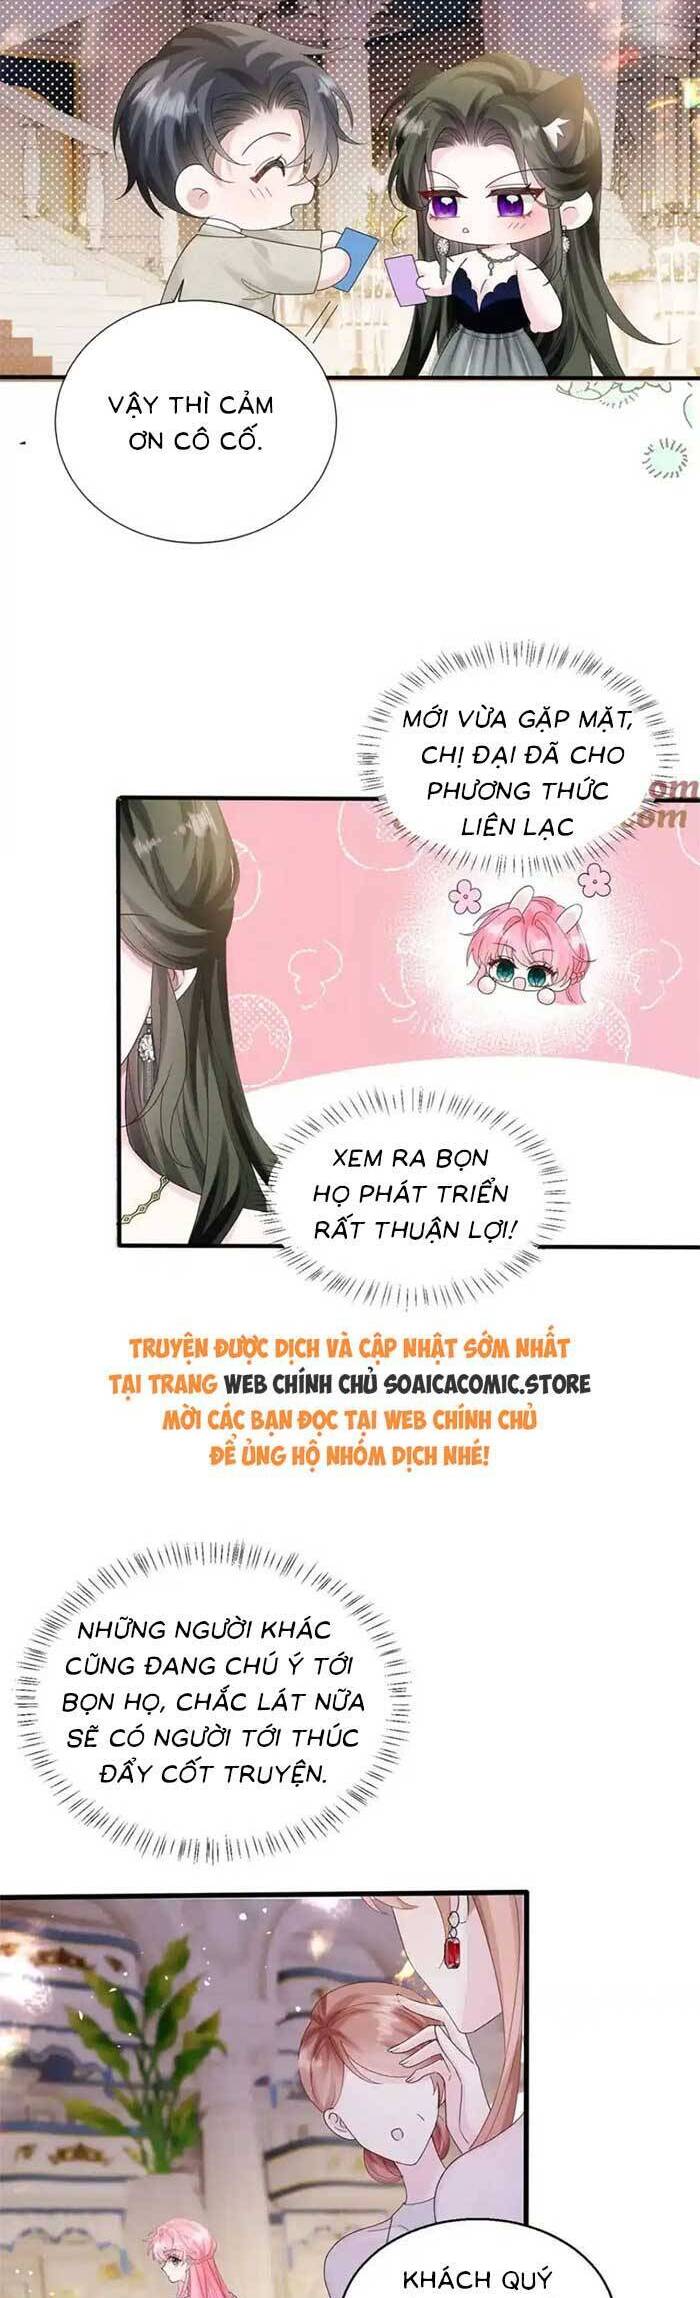 VẬY THÌ CẢM
ƠN CÔ CỐ.
MỚI VỪA GẶP MẶT,
CHỊ ĐẠI ĐÃ CHO
PHƯƠNG THỨC
LIÊN LẠC
om
com
XEM RA BỌN
HỌ PHÁT TRIỂN
RẤT THUẬN LỢI!
TRUYỆN ĐƯỢC DỊCH VÀ CẬP NHẬT SỚM NHẤT
TẠI TRANG WEB CHÍNH CHỦ SOAICACOMIC.STORE
MỜI CÁC BẠN ĐỌC TẠI WEB CHÍNH CHỦ
ĐỂ ỦNG HỘ NHÓM DỊCH NHÉ!
NHỮNG NGƯỜI KHÁC
CŨNG ĐANG CHÚ Ý TỚI
BỌN HỌ, CHẮC LÁT NỮA
SẼ CÓ NGƯỜI TỚI THÚC
ĐẨY CỐT TRUYỆN.
KHÁCH QUÝ